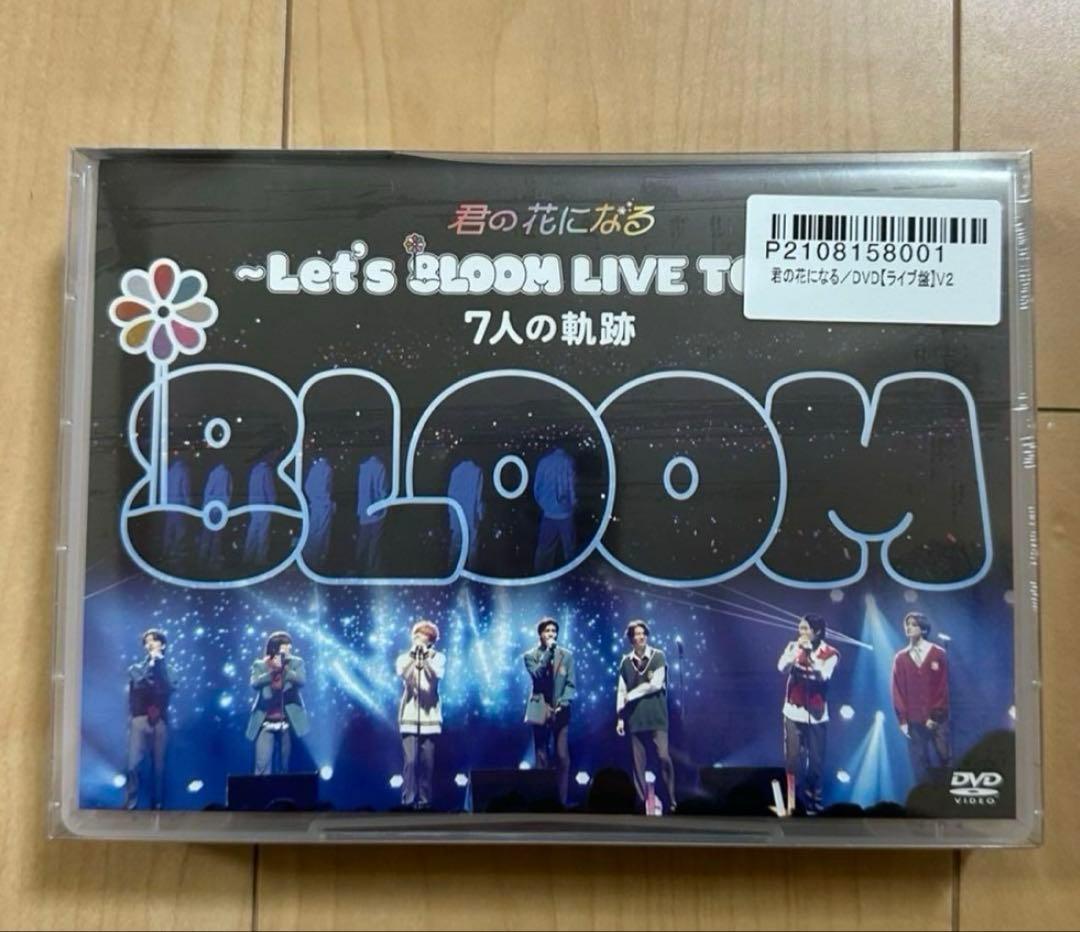 君の花になる
~Let's BLOOM LIVE TO
7人の軌跡
P2108158001
君の花になる/DVD【ライブ盤】V2
BLOOM
DVD
VIDEO